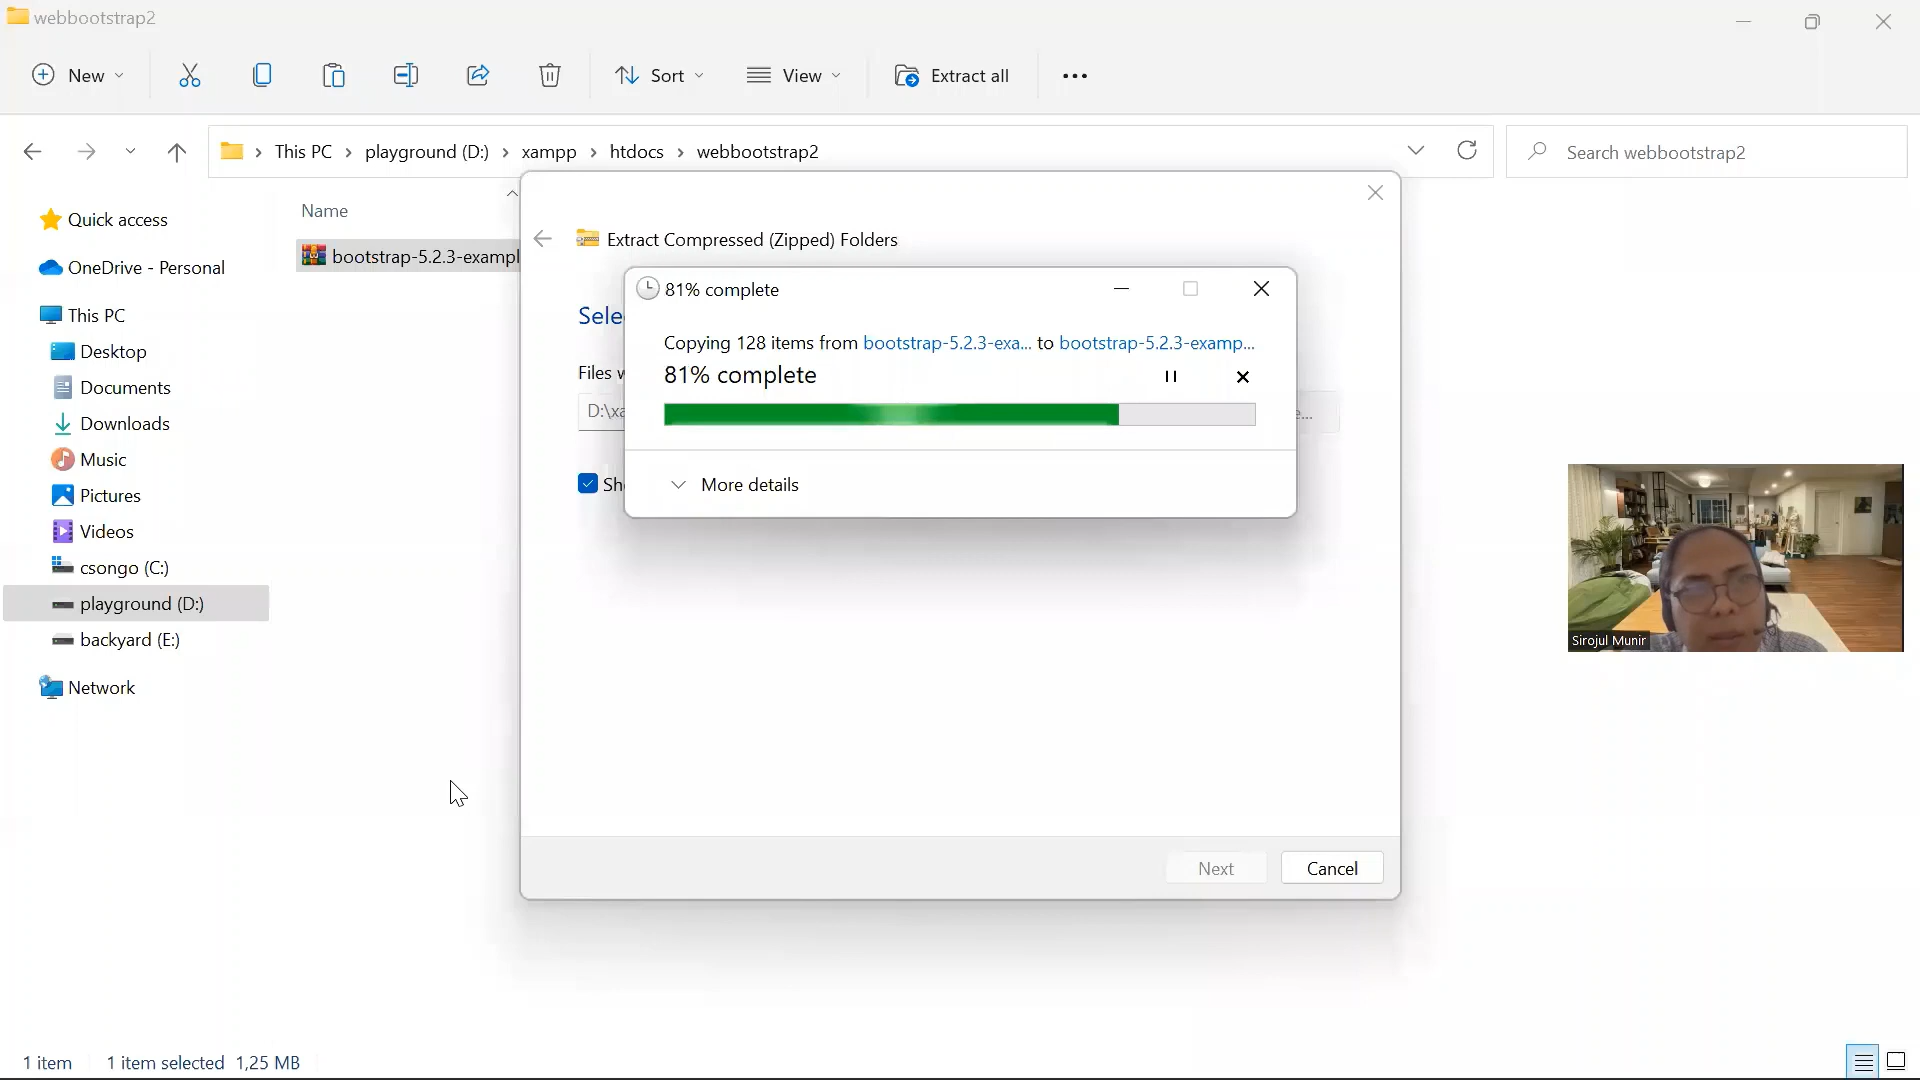 webbootstrap2
New
Sort
View
Extract all
This PC > playground (D:) > xampp > htdocs > webbootstrap2
Search webbootstrap2
Quick access
OneDrive - Personal
This PC
Desktop
Documents
Downloads
Music
Pictures
Videos
csongo (C:)
playground (D:)
backyard (E:)
Network
Name
bootstrap-5.2.3-exampl
Extract Compressed (Zipped) Folders
Sele
Files w
D:\xa
e...
Sh
81% complete
Copying 128 items from bootstrap-5.2.3-exa... to bootstrap-5.2.3-examp...
81% complete
More details
Next
Cancel
Sirojul Munir
1 item
1 item selected 1,25 MB